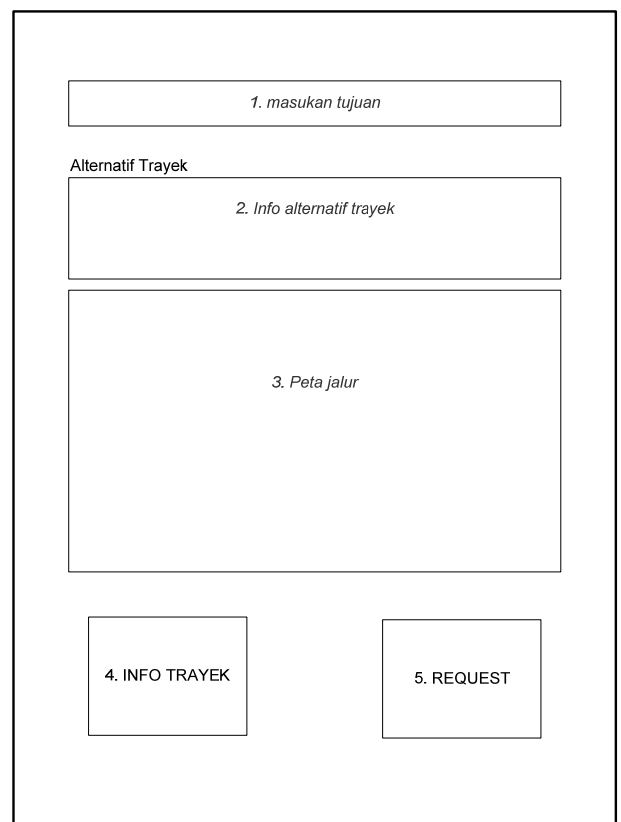 1. masukan tujuan
Alternatif Trayek
2. Info alternatif trayek
3. Peta jalur
4. INFO TRAYEK
5. REQUEST